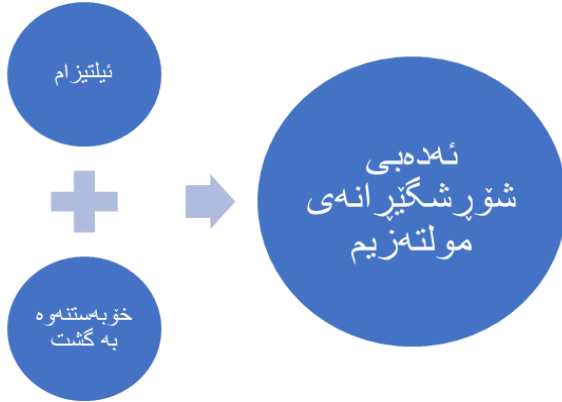 ئیلتیزام
خۆبەستنەوە
بە گشت
ئەدەبی
شۆڕشگێڕانەی
مولتەزیم